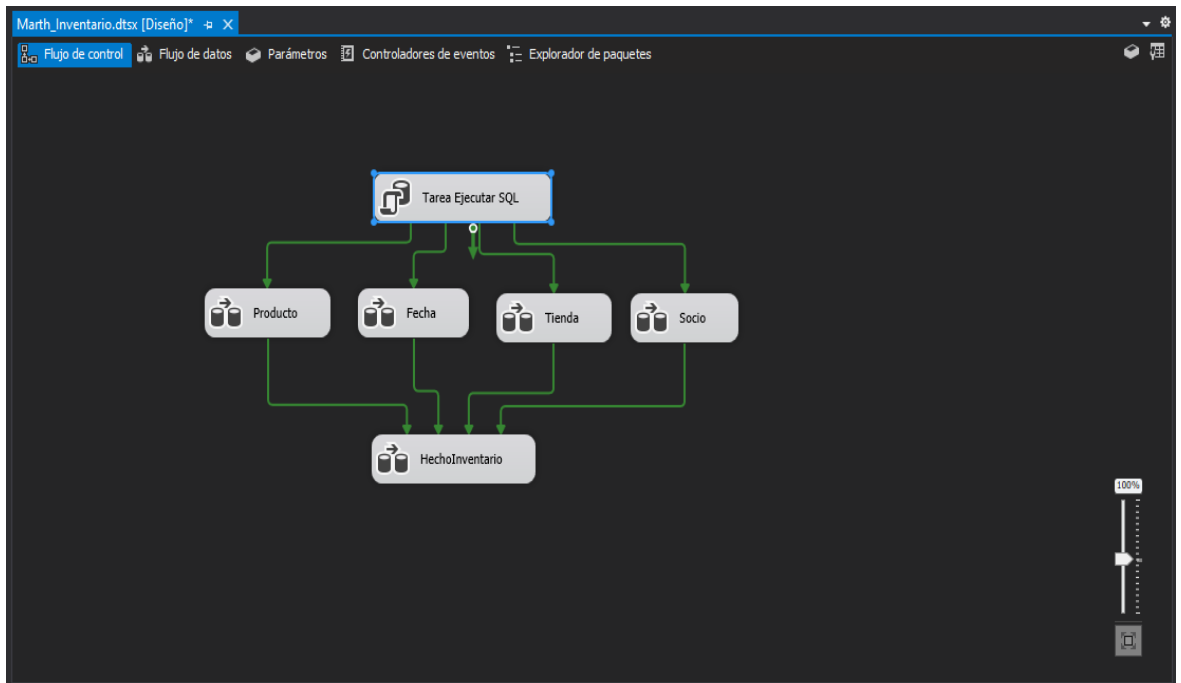 Marth_Inventario.dtsx [Diseño]*
Flujo de control Flujo de datos Parámetros Controladores de eventos Explorador de paquetes
Tarea Ejecutar SQL
Producto Fecha Tienda Socio
HechoInventario
100%